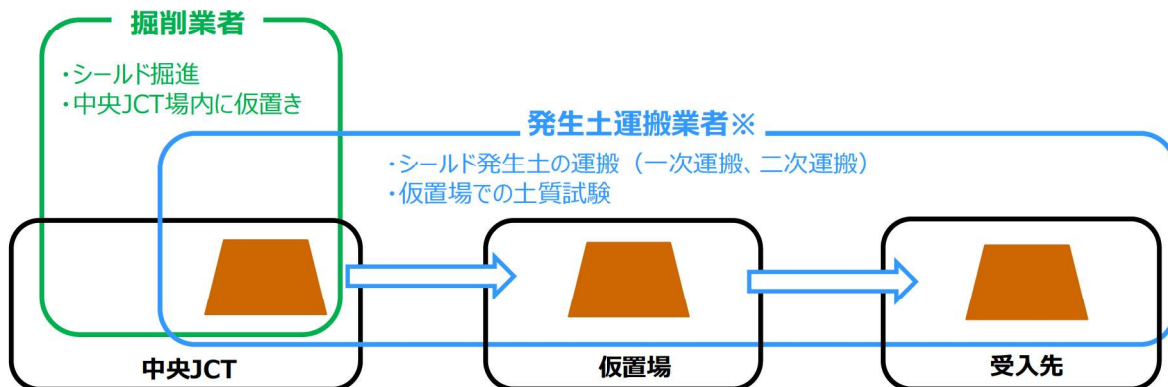 掘削業者
・シールド掘進
・中央JCT場内に仮置き
発生土運搬業者※
・シールド発生土の運搬（一次運搬、二次運搬）
・仮置場での土質試験
中央JCT
仮置場
受入先